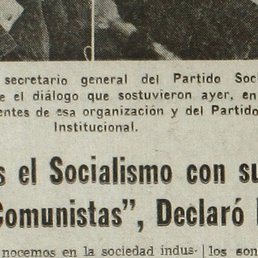 secretario general del Partido Soc
e el diálogo que sostuvieron ayer, en
entes de esa organización y del Partido
Institucional.
s el Socialismo con su
Comunistas”, Declaró
nocemos en la sociedad indus-
los son